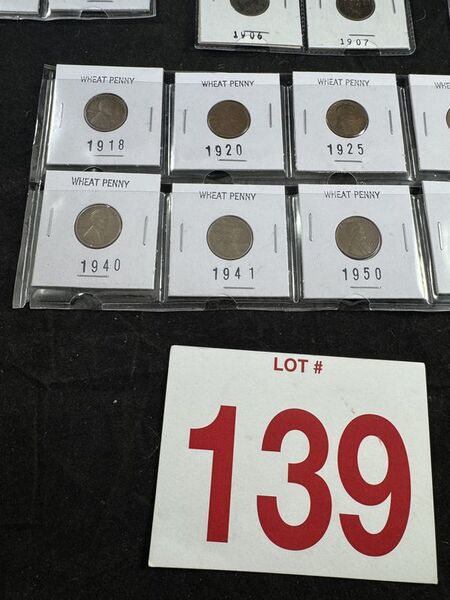 1906
1907
WHEAT PENNY
1918
WHEAT PENNY
1920
WHEAT PENNY
1925
WHEAT PENNY
1940
WHEAT PENNY
1941
WHEAT PENNY
1950
LOT #
139